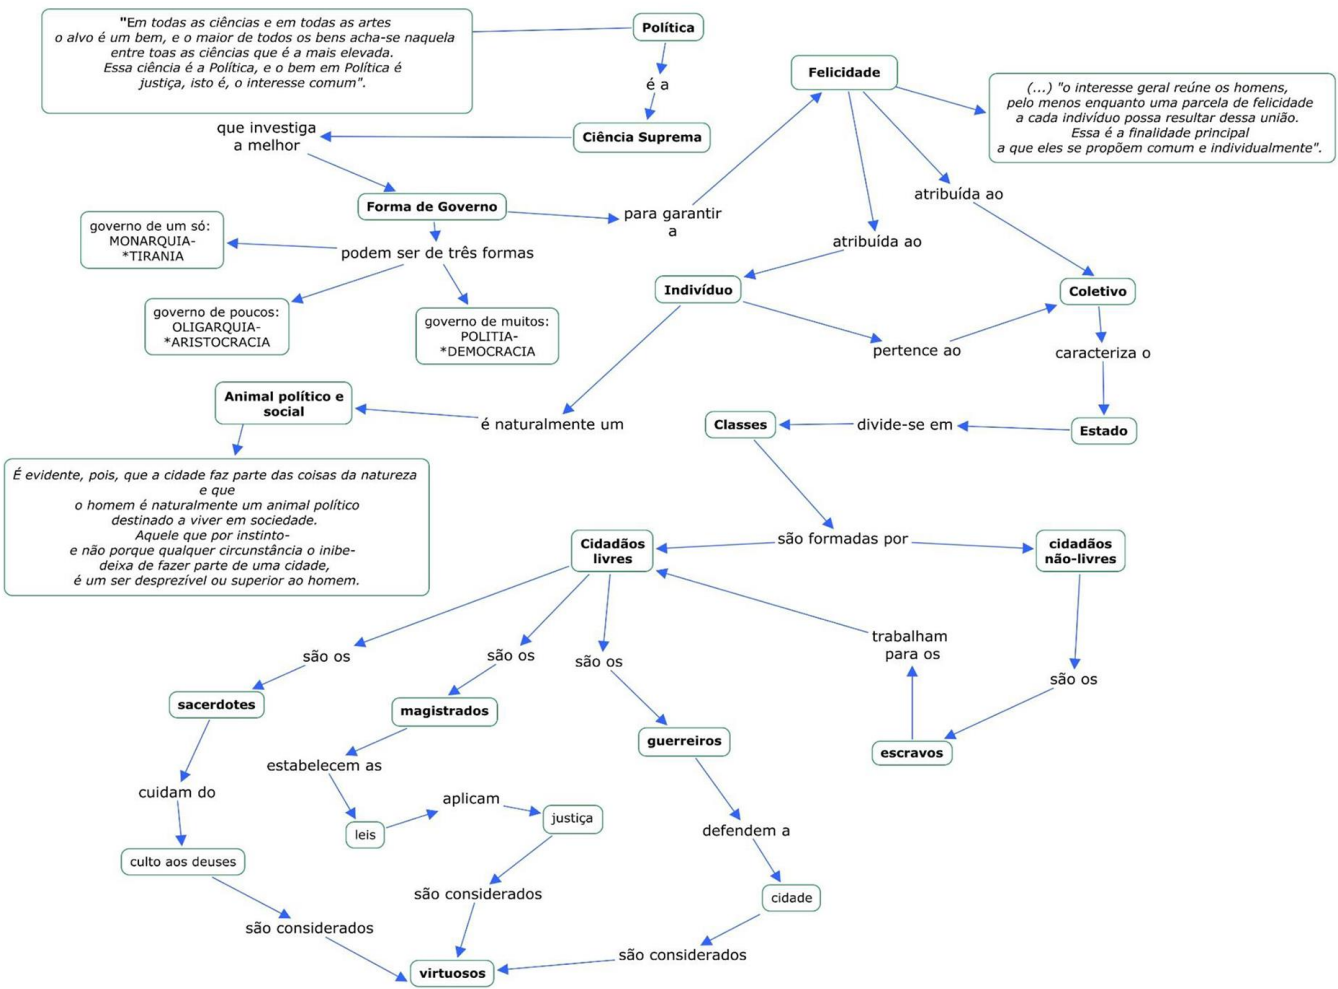 "Em todas as ciências e em todas as artes
o alvo é um bem, e o maior de todos os bens acha-se naquela
entre toas as ciências que é a mais elevada.
Essa ciência é a Política, e o bem em Política é
justiça, isto é, o interesse comum".
Política
é a
Ciência Suprema
que investiga
a melhor
Forma de Governo
para garantir
a
Felicidade
(...) "o interesse geral reúne os homens,
pelo menos enquanto uma parcela de felicidade
a cada indivíduo possa resultar dessa união.
Essa é a finalidade principal
a que eles se propõem comum e individualmente".
governo de um só:
MONARQUIA-
*TIRANIA
podem ser de três formas
governo de poucos:
OLIGARQUIA-
*ARISTOCRACIA
governo de muitos:
POLITIA-
*DEMOCRACIA
atribuída ao
atribuída ao
Indivíduo
Coletivo
pertence ao
caracteriza o
Animal político e
social
é naturalmente um
Classes
divide-se em
Estado
É evidente, pois, que a cidade faz parte das coisas da natureza
e que
o homem é naturalmente um animal político
destinado a viver em sociedade.
Aquele que por instinto-
e não porque qualquer circunstância o inibe-
deixa de fazer parte de uma cidade,
é um ser desprezível ou superior ao homem.
Cidadãos
livres
são formadas por
cidadãos
não-livres
são os
são os
são os
trabalham
para os
são os
sacerdotes
magistrados
guerreiros
escravos
cuidam do
estabelecem as
leis
aplicam
justiça
defendem a
culto aos deuses
são considerados
cidade
são considerados
são considerados
virtuosos